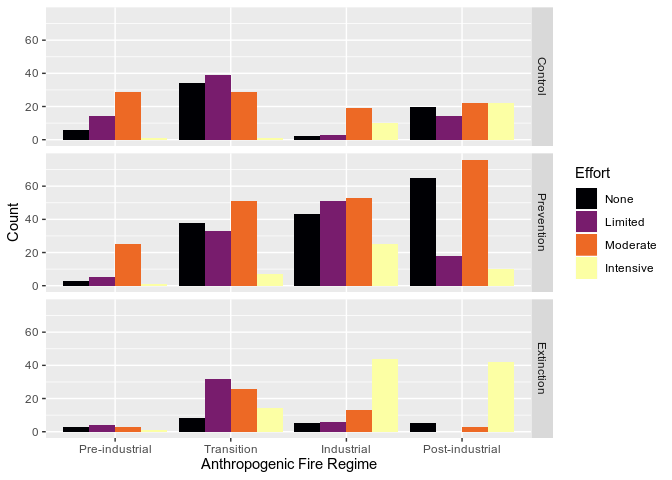 60
40
20
0
Control
60
40
20
0
Prevention
60
40
20
0
Extinction
Count
Pre-industrial
Transition
Industrial
Post-industrial
Anthropogenic Fire Regime
Effort
None
Limited
Moderate
Intensive